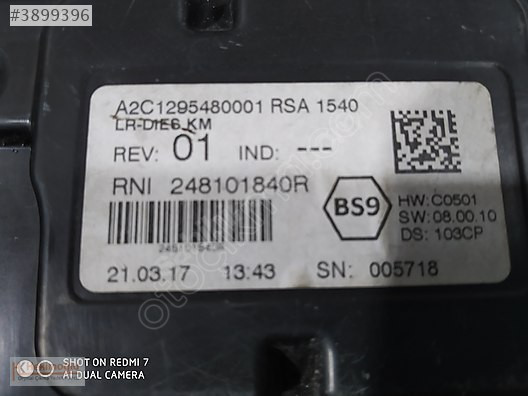 #3899396
A2C1295480001 RSA 1540
LR-DIE6 KM
REV: 01 IND: ---
RNI 248101840R
248101840R
BS9
HW: C0501
SW: 08.00.10
DS: 103CP
21.03.17 13:43 SN: 005718
SHOT ON REDMI 7
AI DUAL CAMERA